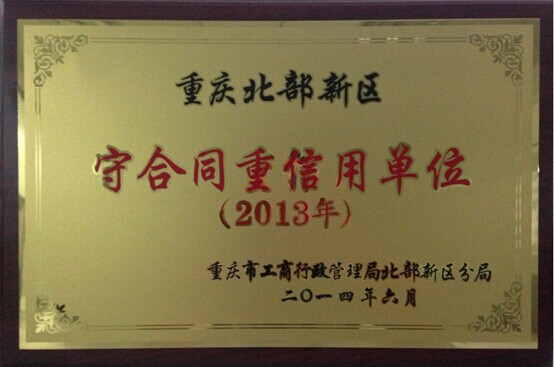 重庆北部新区
守合同重信用单位
(2013年)
重庆市工商行政管理局北部新区分局
二〇一四年六月